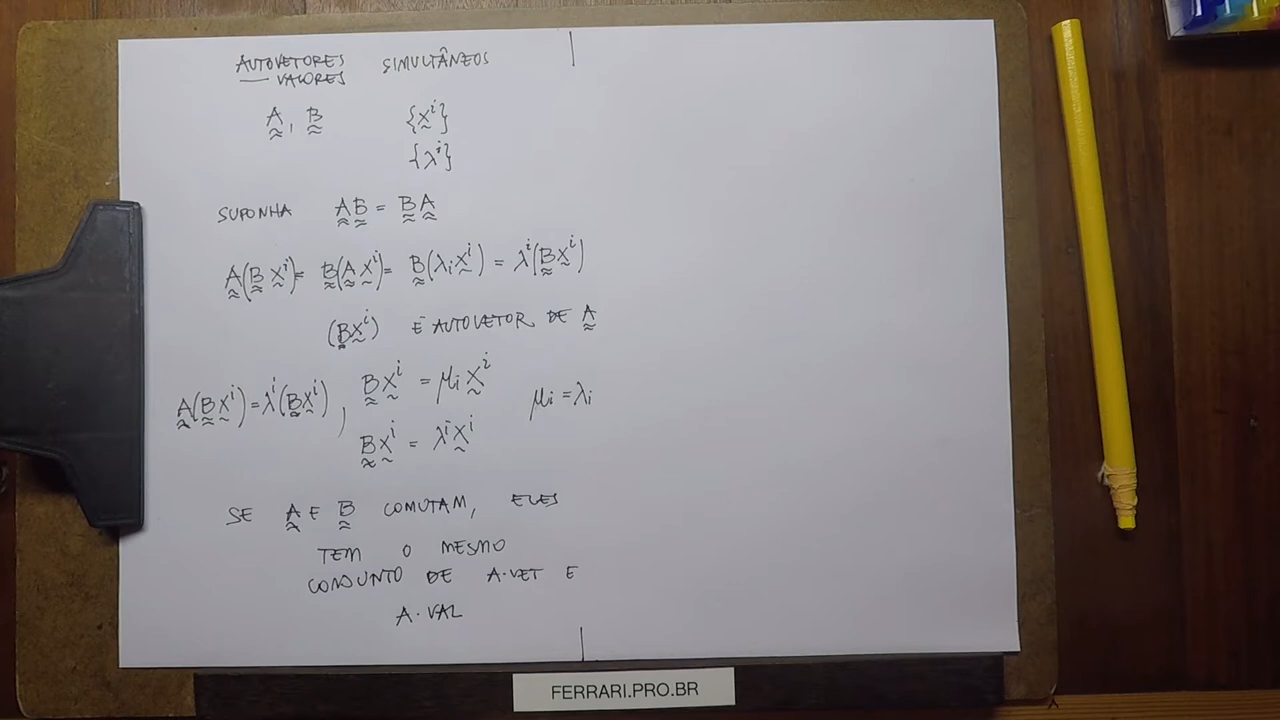 AUTOVETORES SIMULTÂNEOS
— VALORES
A, B {x^i}
{λ^i}
SUPONHA AB = BA
A(Bx^i) = B(Ax^i) = B(λ_i x^i) = λ^i(Bx^i)
(Bx^i) É AUTOVETOR DE A
A(Bx^i) = λ^i(Bx^i), Bx^i = μ_i x^i μ_i = λ_i
Bx^i = λ^i x^i
SE A E B COMUTAM, ELES
TEM O MESMO
CONJUNTO DE A.VET E
A.VAL
FERRARI.PRO.BR